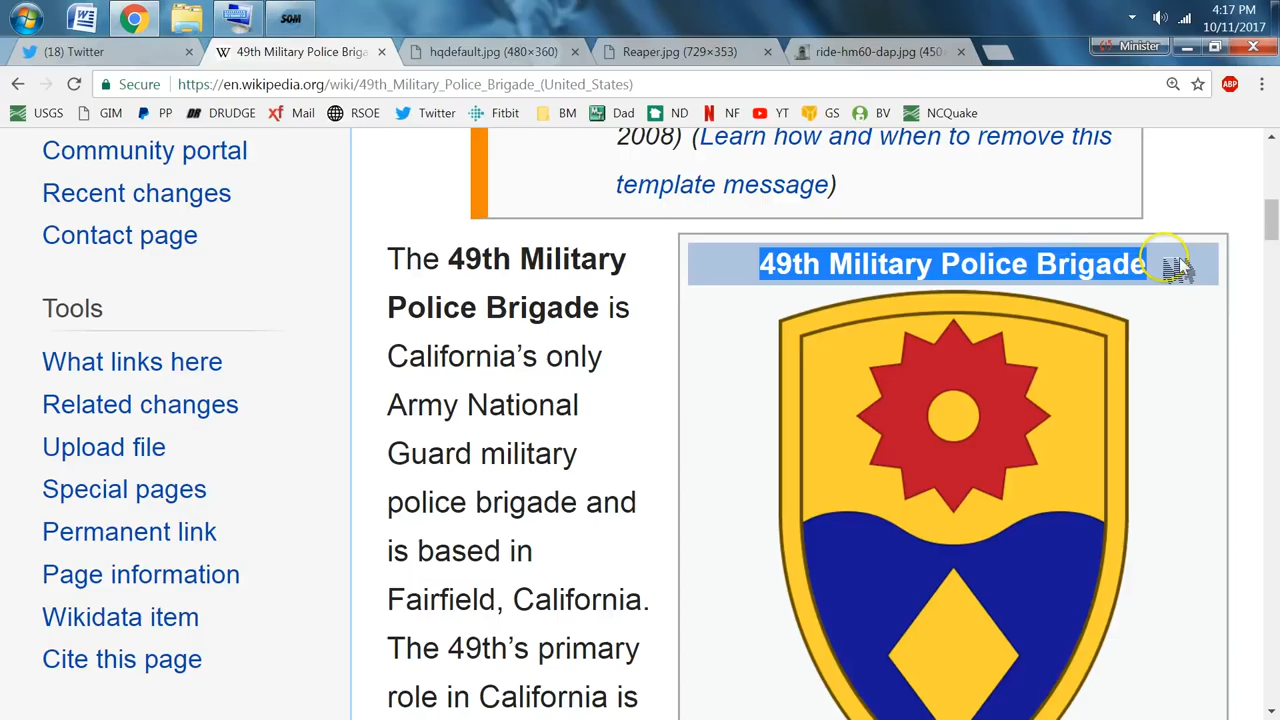 4:17 PM
10/11/2017
SOM
(18) Twitter
49th Military Police Briga
hqdefault.jpg (480×360)
Reaper.jpg (729×353)
ride-hm60-dap.jpg (450
Minister
Secure
https://en.wikipedia.org/wiki/49th_Military_Police_Brigade_(United_States)
ABP
USGS
GIM
PP
DRUDGE
Mail
RSOE
Twitter
Fitbit
BM
Dad
ND
NF
YT
GS
BV
NCQuake
Community portal
Recent changes
Contact page
Tools
What links here
Related changes
Upload file
Special pages
Permanent link
Page information
Wikidata item
Cite this page
2008) (Learn how and when to remove this
template message)
The 49th Military
Police Brigade is
California's only
Army National
Guard military
police brigade and
is based in
Fairfield, California.
The 49th's primary
role in California is
49th Military Police Brigade